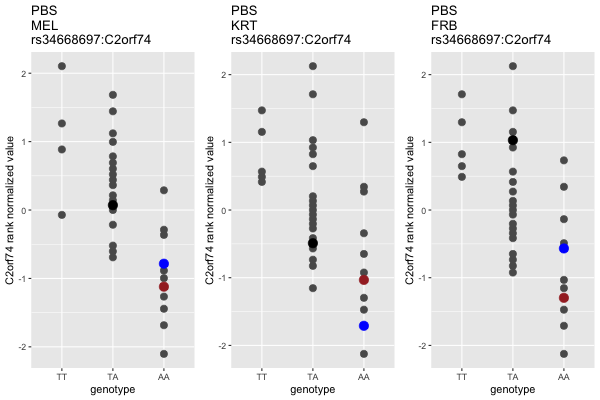 PBS
MEL
rs34668697:C2orf74
C2orf74 rank normalized value
2
1
0
-1
-2
TT
TA
AA
genotype
PBS
KRT
rs34668697:C2orf74
C2orf74 rank normalized value
2
1
0
-1
-2
TT
TA
AA
genotype
PBS
FRB
rs34668697:C2orf74
C2orf74 rank normalized value
2
1
0
-1
-2
TT
TA
AA
genotype